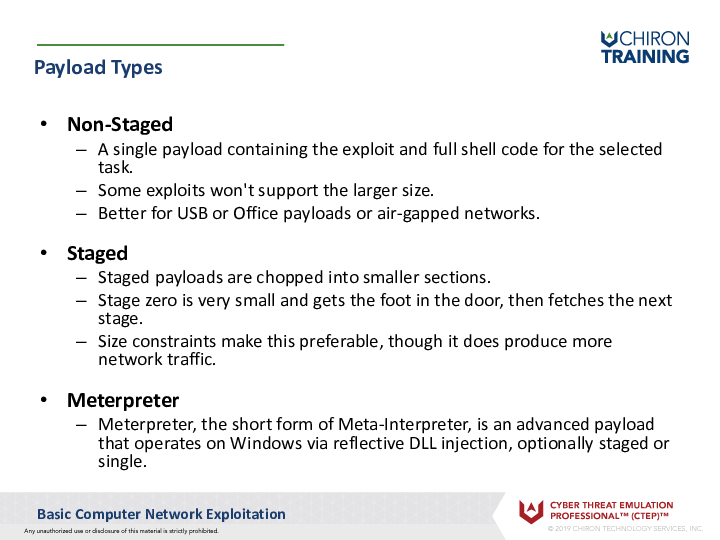 CHIRON
TRAINING
Payload Types
• Non-Staged
– A single payload containing the exploit and full shell code for the selected
task.
– Some exploits won't support the larger size.
– Better for USB or Office payloads or air-gapped networks.
• Staged
– Staged payloads are chopped into smaller sections.
– Stage zero is very small and gets the foot in the door, then fetches the next
stage.
– Size constraints make this preferable, though it does produce more
network traffic.
• Meterpreter
– Meterpreter, the short form of Meta-Interpreter, is an advanced payload
that operates on Windows via reflective DLL injection, optionally staged or
single.
Basic Computer Network Exploitation
Any unauthorized use or disclosure of this material is strictly prohibited.
CYBER THREAT EMULATION
PROFESSIONAL™ (CTEP)™
© 2019 CHIRON TECHNOLOGY SERVICES, INC.